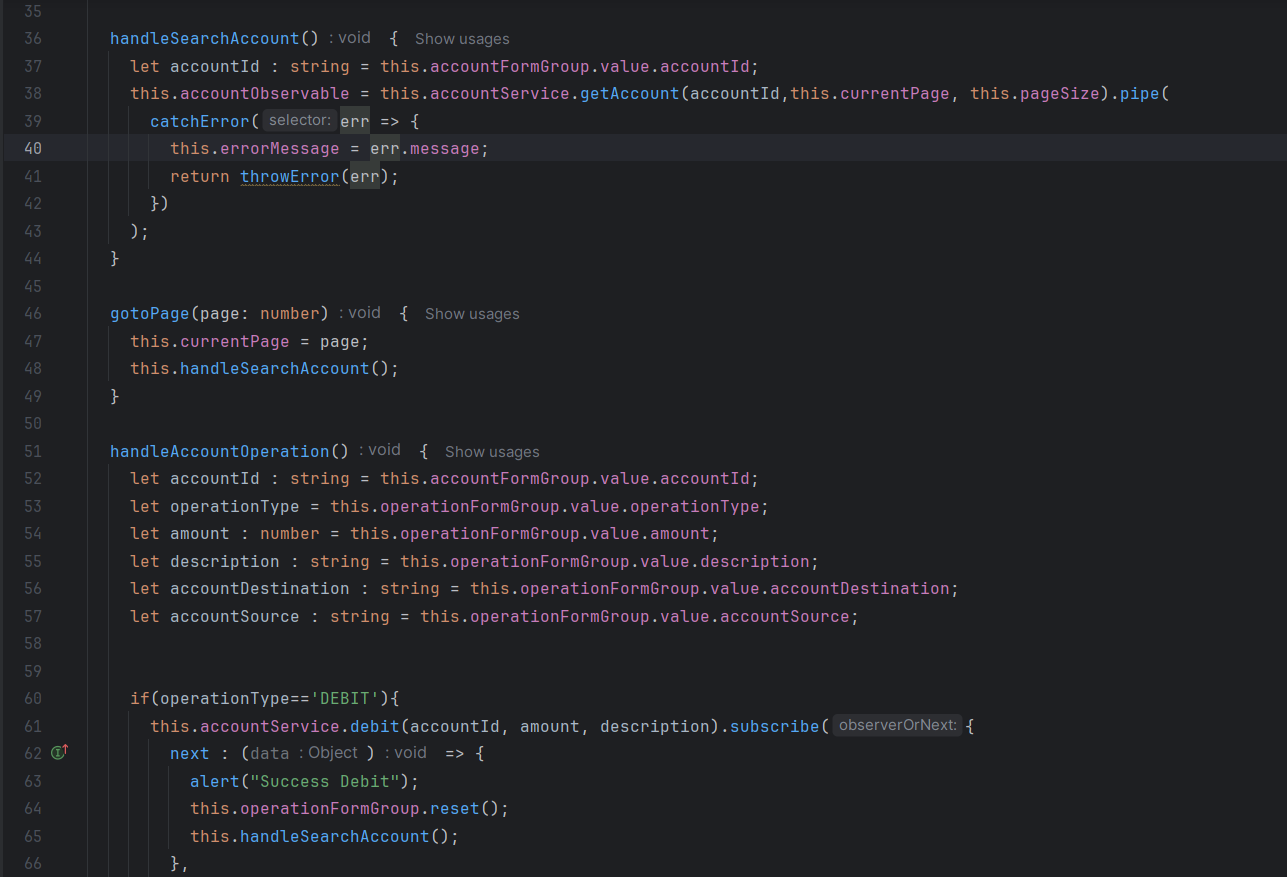 35
36 handleSearchAccount() : void { Show usages
37 let accountId : string = this.accountFormGroup.value.accountId;
38 this.accountObservable = this.accountService.getAccount(accountId,this.currentPage, this.pageSize).pipe(
39 catchError( selector: err => {
40 this.errorMessage = err.message;
41 return throwError(err);
42 })
43 );
44 }
45
46 gotoPage(page: number) : void { Show usages
47 this.currentPage = page;
48 this.handleSearchAccount();
49 }
50
51 handleAccountOperation() : void { Show usages
52 let accountId : string = this.accountFormGroup.value.accountId;
53 let operationType = this.operationFormGroup.value.operationType;
54 let amount : number = this.operationFormGroup.value.amount;
55 let description : string = this.operationFormGroup.value.description;
56 let accountDestination : string = this.operationFormGroup.value.accountDestination;
57 let accountSource : string = this.operationFormGroup.value.accountSource;
58
59
60 if(operationType=='DEBIT'){
61 this.accountService.debit(accountId, amount, description).subscribe( observerOrNext: {
62 next : (data : Object ) : void => {
63 alert("Success Debit");
64 this.operationFormGroup.reset();
65 this.handleSearchAccount();
66 },